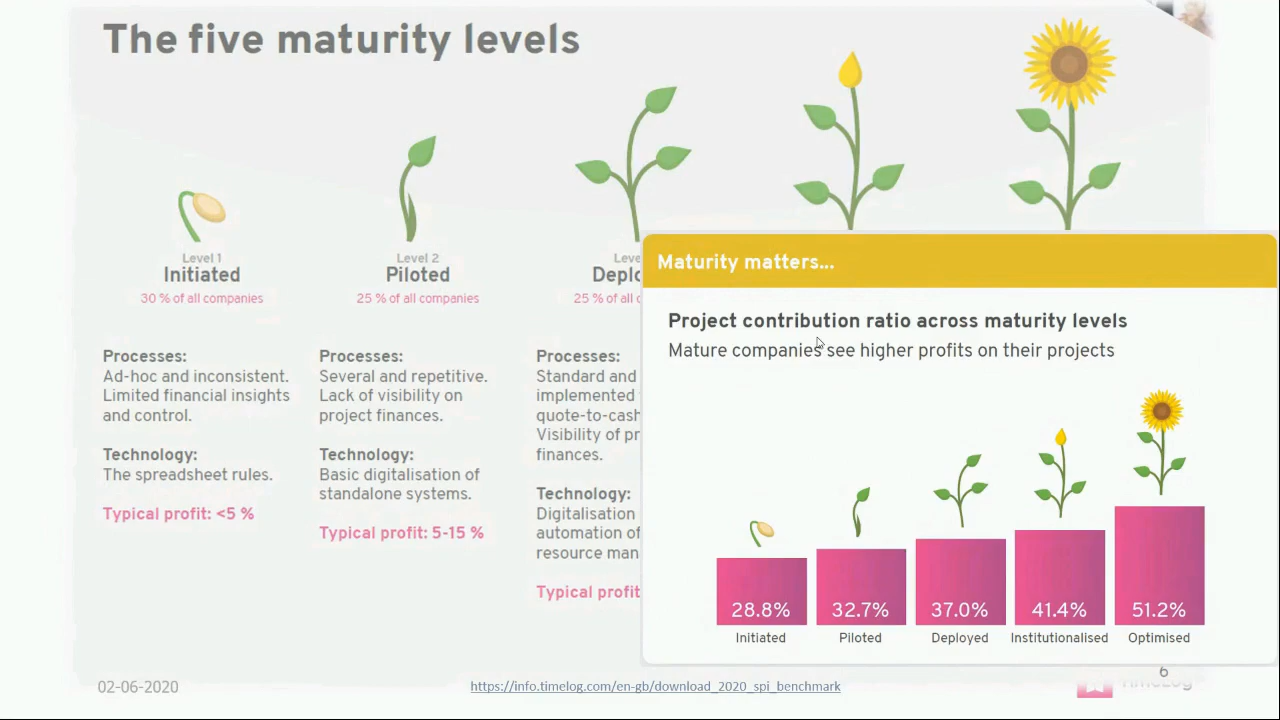 The five maturity levels
Level 1
Initiated
30 % of all companies
Processes:
Ad-hoc and inconsistent.
Limited financial insights
and control.
Technology:
The spreadsheet rules.
Typical profit: <5 %
Level 2
Piloted
25 % of all companies
Processes:
Several and repetitive.
Lack of visibility on
project finances.
Technology:
Basic digitalisation of
standalone systems.
Typical profit: 5-15 %
25 % of all
Processes:
Standard and
implemented
quote-to-cash
Visibility of
finances.
Technology:
Digitalisation
automation of
Typical profit
Maturity matters...
Project contribution ratio across maturity levels
Mature companies see higher profits on their projects
28.8% 32.7% 37.0% 41.4% 51.2%
Initiated Piloted Deployed Institutionalised Optimised
02-06-2020
https://info.timelog.com/en-gb/download_2020_spi_benchmark
6
TimeLog